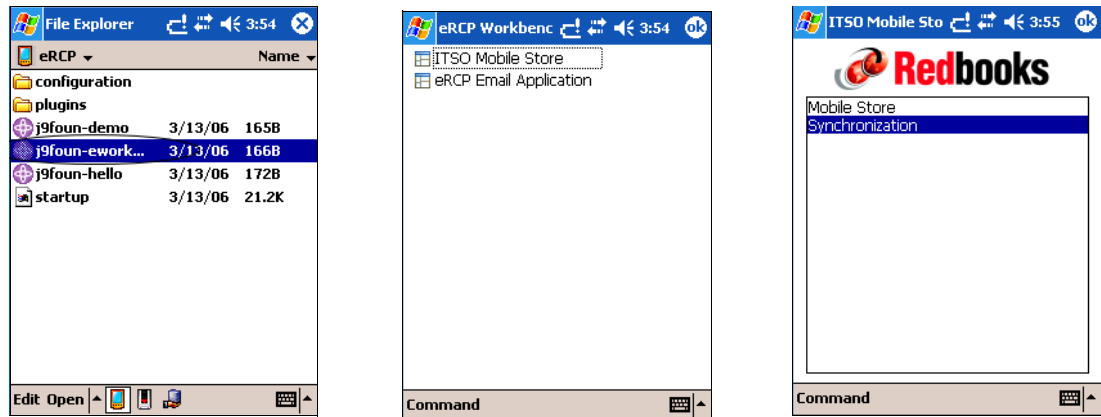 File Explorer 3:54
eRCP Name
configuration
plugins
j9foun-demo 3/13/06 165B
j9foun-ework... 3/13/06 166B
j9foun-hello 3/13/06 172B
startup 3/13/06 21.2K
Edit Open
eRCP Workbenc 3:54 ok
ITSO Mobile Store
eRCP Email Application
Command
ITSO Mobile Sto 3:55 ok
Redbooks
Mobile Store
Synchronization
Command